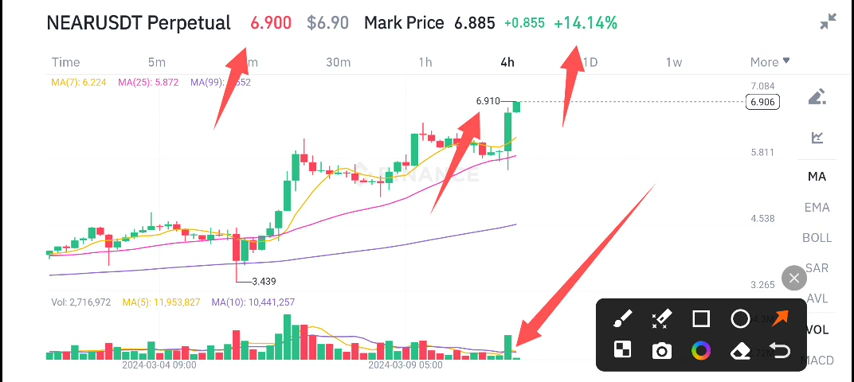 NEARUSDT Perpetual 6.900 $6.90 Mark Price 6.885 +0.855 +14.14%
Time 5m 30m 1h 4h 1D 1w More
MA(7): 6.224 MA(25): 5.872 MA(99):
7.084
6.910
6.906
5.811
BINANCE
MA
4.538
EMA
BOLL
SAR
3.439
3.265
AVL
Vol: 2,716,972 MA(5): 11,953,827 MA(10): 10,441,257
VOL
MACD
2024-03-04 09:00 2024-03-09 05:00